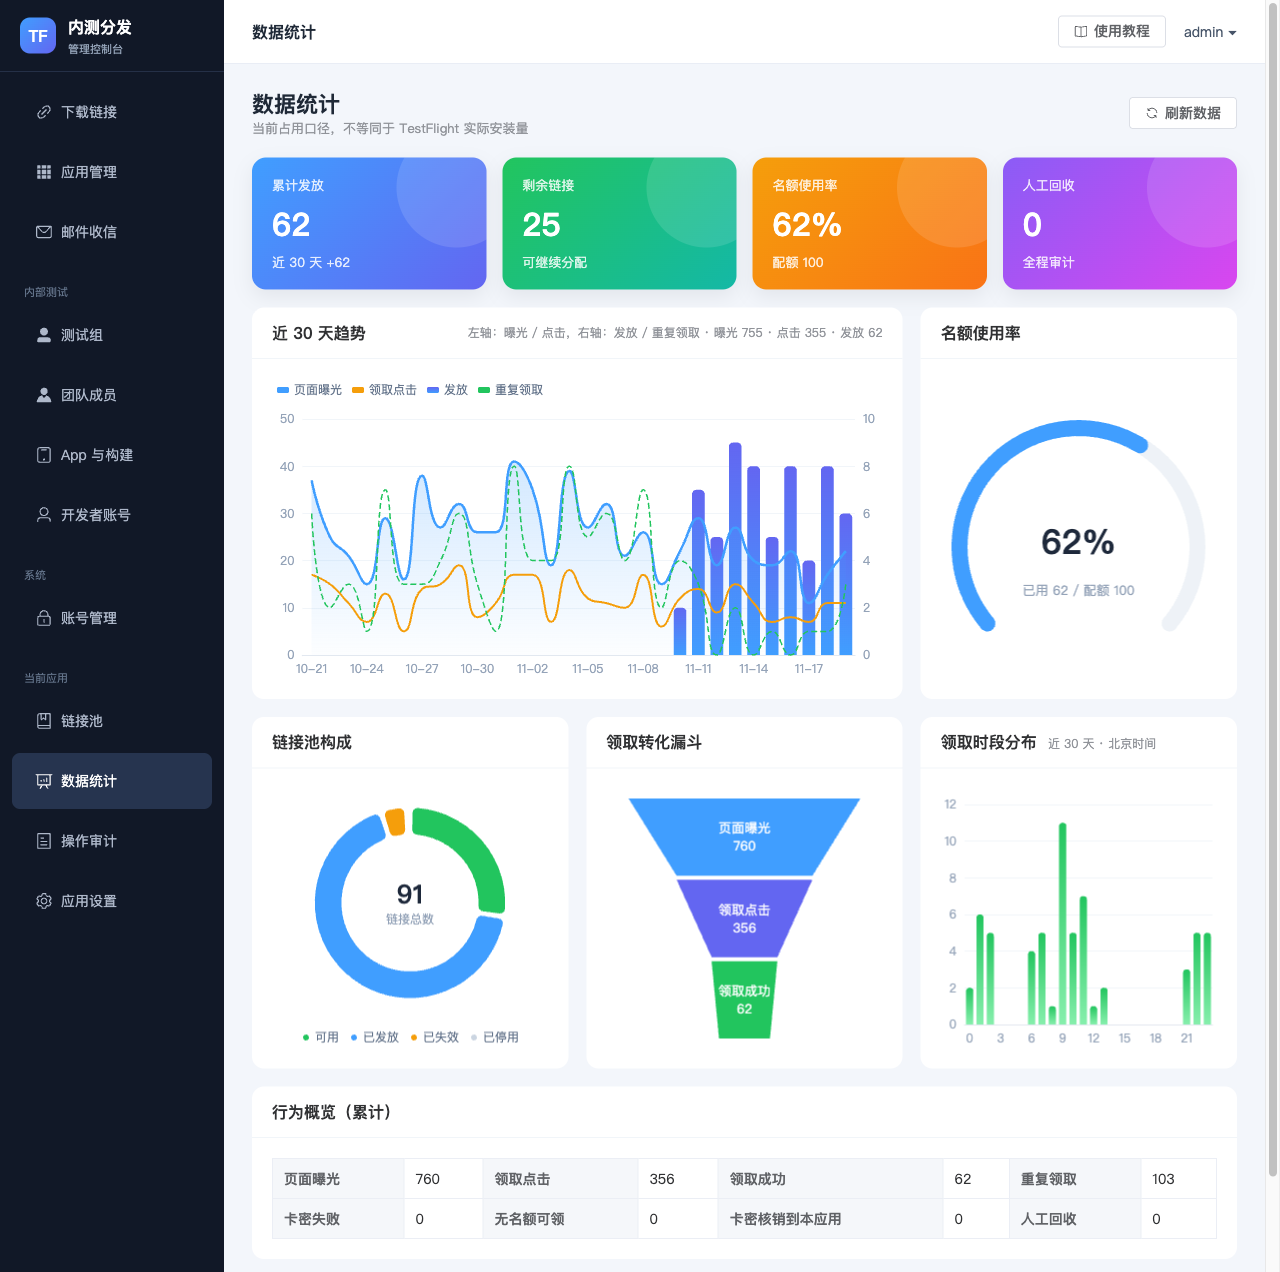 TF
内测分发
管理控制台
下载链接
应用管理
邮件收信
内部测试
测试组
团队成员
App 与构建
开发者账号
系统
账号管理
当前应用
链接池
数据统计
操作审计
应用设置
数据统计
使用教程
admin
数据统计
当前占用口径，不等同于 TestFlight 实际安装量
刷新数据
累计发放
62
近 30 天 +62
剩余链接
25
可继续分配
名额使用率
62%
配额 100
人工回收
0
全程审计
近 30 天趋势
左轴：曝光 / 点击，右轴：发放 / 重复领取 · 曝光 755 · 点击 355 · 发放 62
页面曝光 领取点击 发放 重复领取
50 10
40 8
30 6
20 4
10 2
0 0
10-21 10-24 10-27 10-30 11-02 11-05 11-08 11-11 11-14 11-17
名额使用率
62%
已用 62 / 配额 100
链接池构成
91
链接总数
可用 已发放 已失效 已停用
领取转化漏斗
页面曝光
760
领取点击
356
领取成功
62
领取时段分布 近 30 天 · 北京时间
12
10
8
6
4
2
0
0 3 6 9 12 15 18 21
行为概览（累计）
页面曝光 760 领取点击 356 领取成功 62 重复领取 103
卡密失败 0 无名额可领 0 卡密核销到本应用 0 人工回收 0